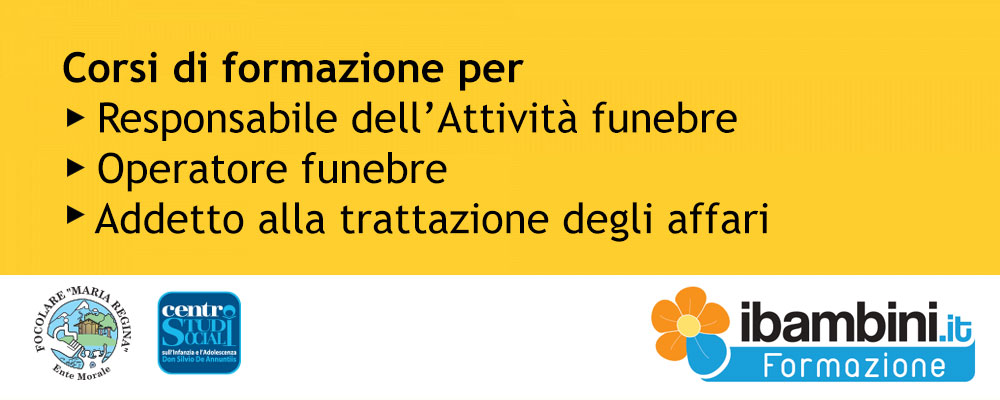 Corsi di formazione per
▸ Responsabile dell’Attività funebre
▸ Operatore funebre
▸ Addetto alla trattazione degli affari
FOCOLARE "MARIA REGINA"
Ente Morale
centro
STUDI
SOCIALI
sull'Infanzia e l'Adolescenza
Don Silvio De Annuntiis
ibambini.it
Formazione